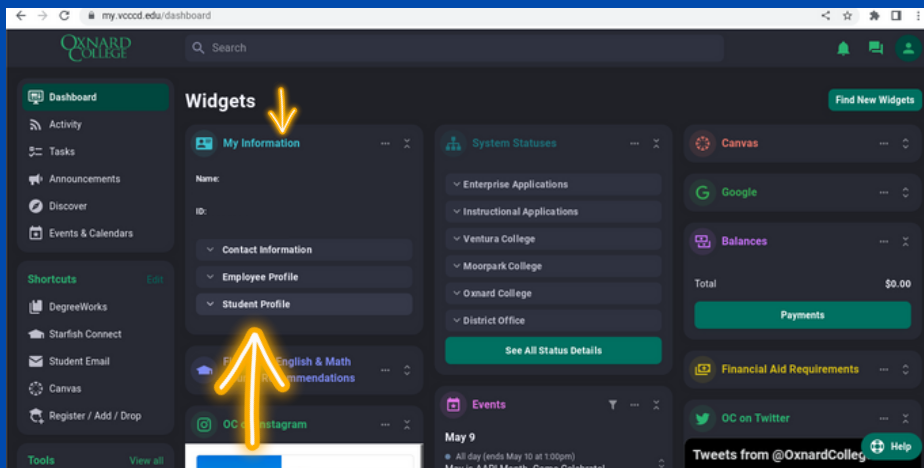 my.vcccd.edu/dashboard
OXNARD
COLLEGE
Search
Dashboard
Activity
Tasks
Announcements
Discover
Events & Calendars
Shortcuts Edit
DegreeWorks
Starfish Connect
Student Email
Canvas
Register / Add / Drop
Tools View all
Widgets
Find New Widgets
My Information
Name:
ID:
Contact Information
Employee Profile
Student Profile
English & Math
OC on Instagram
System Statuses
Enterprise Applications
Instructional Applications
Ventura College
Moorpark College
Oxnard College
District Office
See All Status Details
Events
May 9
All day (ends May 10 at 1:00pm)
Canvas
Google
Balances
Total $0.00
Payments
Financial Aid Requirements
OC on Twitter
Tweets from @OxnardColleg
Help